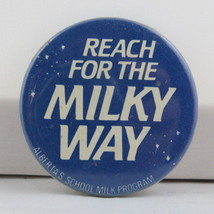 REACH
FOR THE
MILKY
WAY
ALBERTA'S SCHOOL MILK PROGRAM